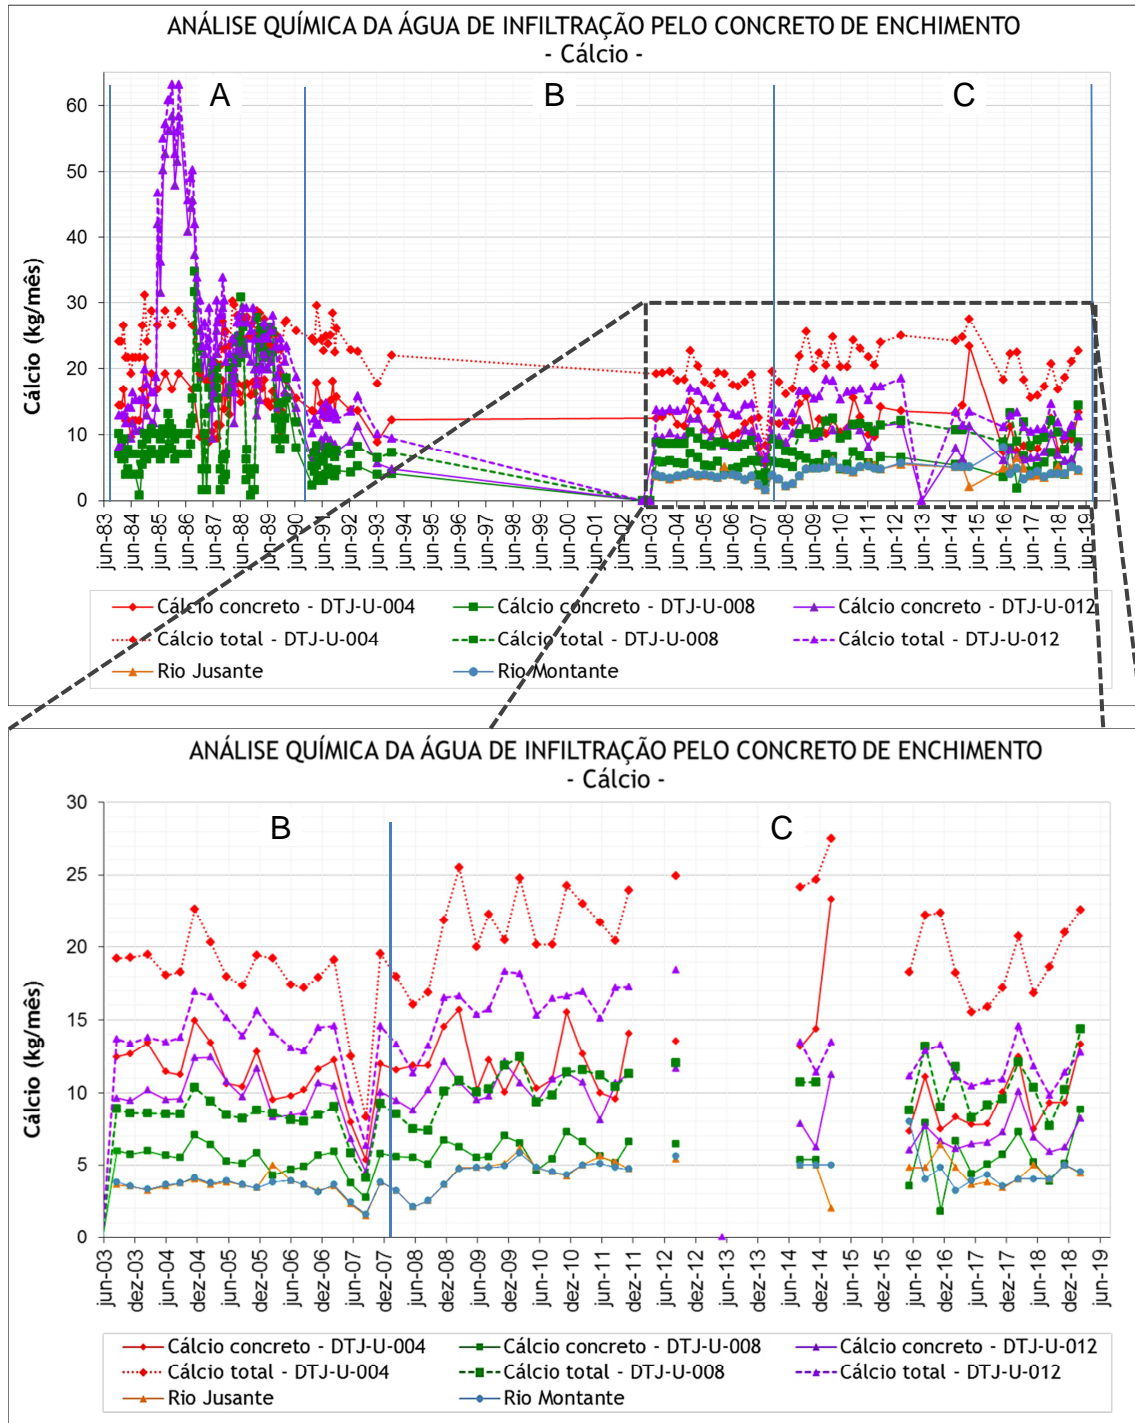 ANÁLISE QUÍMICA DA ÁGUA DE INFILTRAÇÃO PELO CONCRETO DE ENCHIMENTO
- Cálcio -
A B C
Cálcio (kg/mês)
60
50
40
30
20
10
0
jun-83 jun-84 jun-85 jun-86 jun-87 jun-88 jun-89 jun-90 jun-91 jun-92 jun-93 jun-94 jun-95 jun-96 jun-97 jun-98 jun-99 jun-00 jun-01 jun-02 jun-03 jun-04 jun-05 jun-06 jun-07 jun-08 jun-09 jun-10 jun-11 jun-12 jun-13 jun-14 jun-15 jun-16 jun-17 jun-18 jun-19
Cálcio concreto - DTJ-U-004 Cálcio concreto - DTJ-U-008 Cálcio concreto - DTJ-U-012
Cálcio total - DTJ-U-004 Cálcio total - DTJ-U-008 Cálcio total - DTJ-U-012
Rio Jusante Rio Montante
ANÁLISE QUÍMICA DA ÁGUA DE INFILTRAÇÃO PELO CONCRETO DE ENCHIMENTO
- Cálcio -
B C
Cálcio (kg/mês)
30
25
20
15
10
5
0
jun-03 dez-03 jun-04 dez-04 jun-05 dez-05 jun-06 dez-06 jun-07 dez-07 jun-08 dez-08 jun-09 dez-09 jun-10 dez-10 jun-11 dez-11 jun-12 dez-12 jun-13 dez-13 jun-14 dez-14 jun-15 dez-15 jun-16 dez-16 jun-17 dez-17 jun-18 dez-18 jun-19
Cálcio concreto - DTJ-U-004 Cálcio concreto - DTJ-U-008 Cálcio concreto - DTJ-U-012
Cálcio total - DTJ-U-004 Cálcio total - DTJ-U-008 Cálcio total - DTJ-U-012
Rio Jusante Rio Montante